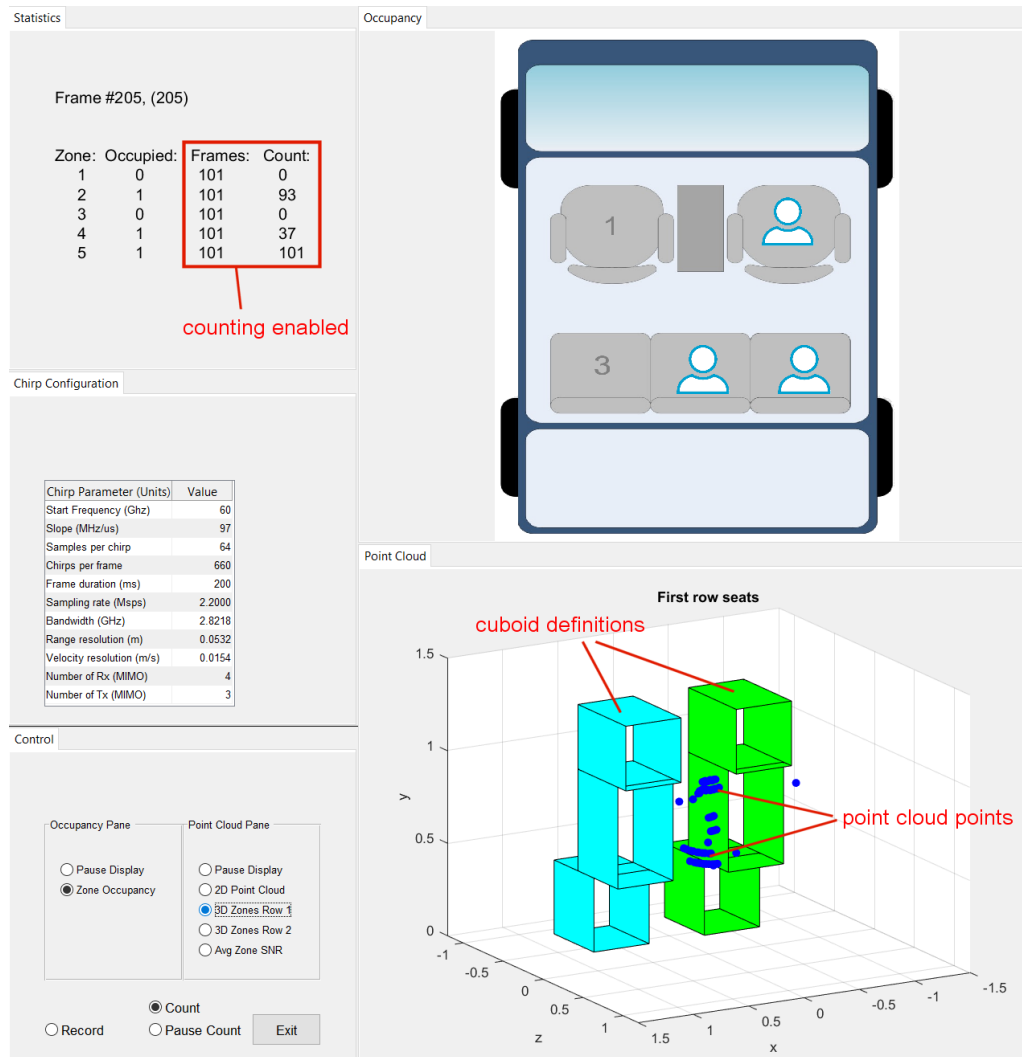 Statistics
Frame #205, (205)
Zone: Occupied: Frames: Count:
1 0 101 0
2 1 101 93
3 0 101 0
4 1 101 37
5 1 101 101
counting enabled
Chirp Configuration
Chirp Parameter (Units) Value
Start Frequency (Ghz) 60
Slope (MHz/us) 97
Samples per chirp 64
Chirps per frame 660
Frame duration (ms) 200
Sampling rate (Msps) 2.2000
Bandwidth (GHz) 2.8218
Range resolution (m) 0.0532
Velocity resolution (m/s) 0.0154
Number of Rx (MIMO) 4
Number of Tx (MIMO) 3
Control
Occupancy Pane
Pause Display
Zone Occupancy
Point Cloud Pane
Pause Display
2D Point Cloud
3D Zones Row 1
3D Zones Row 2
Avg Zone SNR
Count
Record
Pause Count
Exit
Occupancy
1
3
Point Cloud
First row seats
cuboid definitions
point cloud points
1.5
1
0.5
0
y
-1
-0.5
0
0.5
1
z
1.5
1
0.5
0
-0.5
-1
-1.5
x